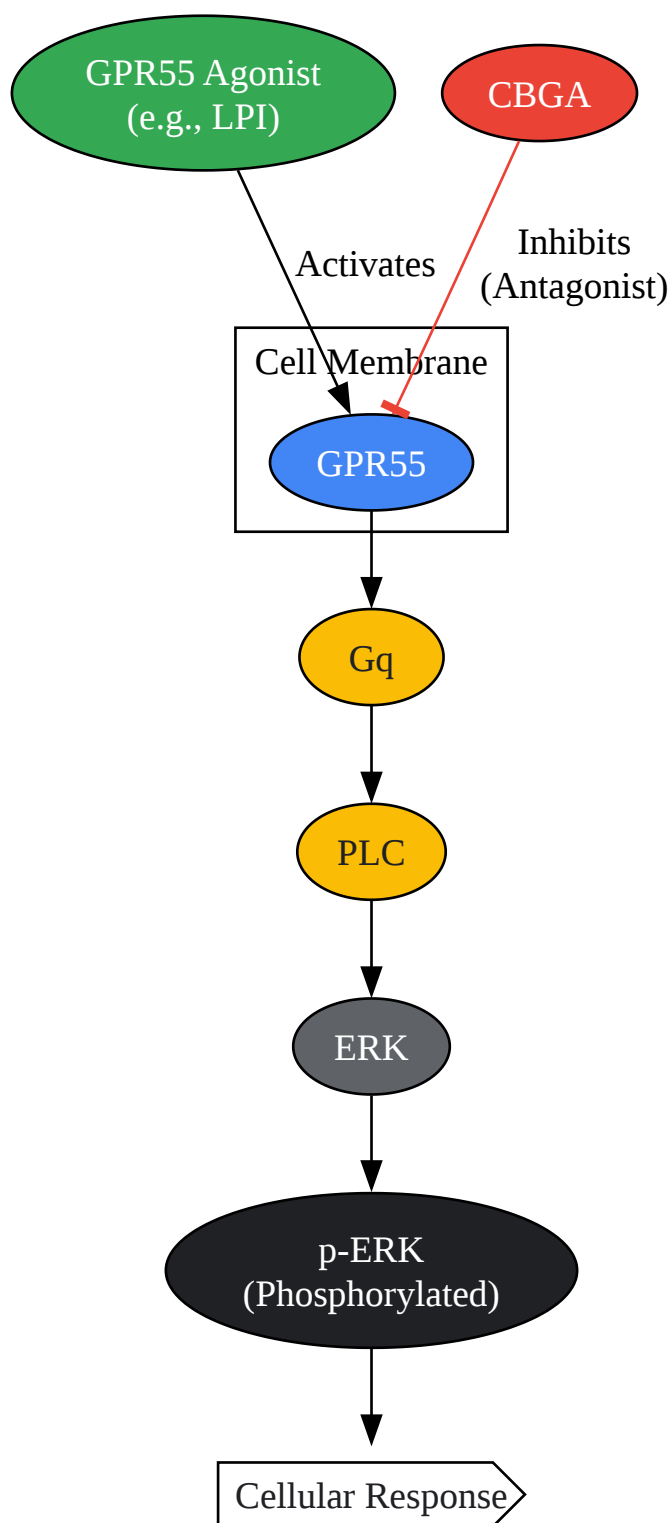 GPR55 Agonist
(e.g., LPI)
CBGA
Activates
Inhibits
(Antagonist)
Cell Membrane
GPR55
Gq
PLC
ERK
p-ERK
(Phosphorylated)
Cellular Response